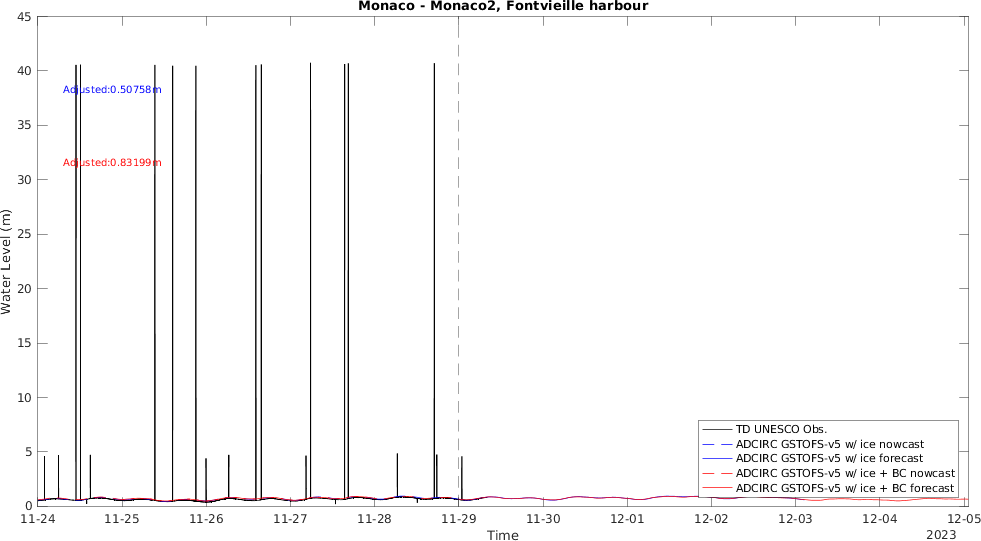 Monaco - Monaco2, Fontvieille harbour
45
40
35
30
25
20
15
10
5
0
Water Level (m)
Adjusted:0.50758m
Adjusted:0.83199m
TD UNESCO Obs.
ADCIRC GSTOFS-v5 w/ ice nowcast
ADCIRC GSTOFS-v5 w/ ice forecast
ADCIRC GSTOFS-v5 w/ ice + BC nowcast
ADCIRC GSTOFS-v5 w/ ice + BC forecast
11-24 11-25 11-26 11-27 11-28 11-29 11-30 12-01 12-02 12-03 12-04 12-05
Time
2023